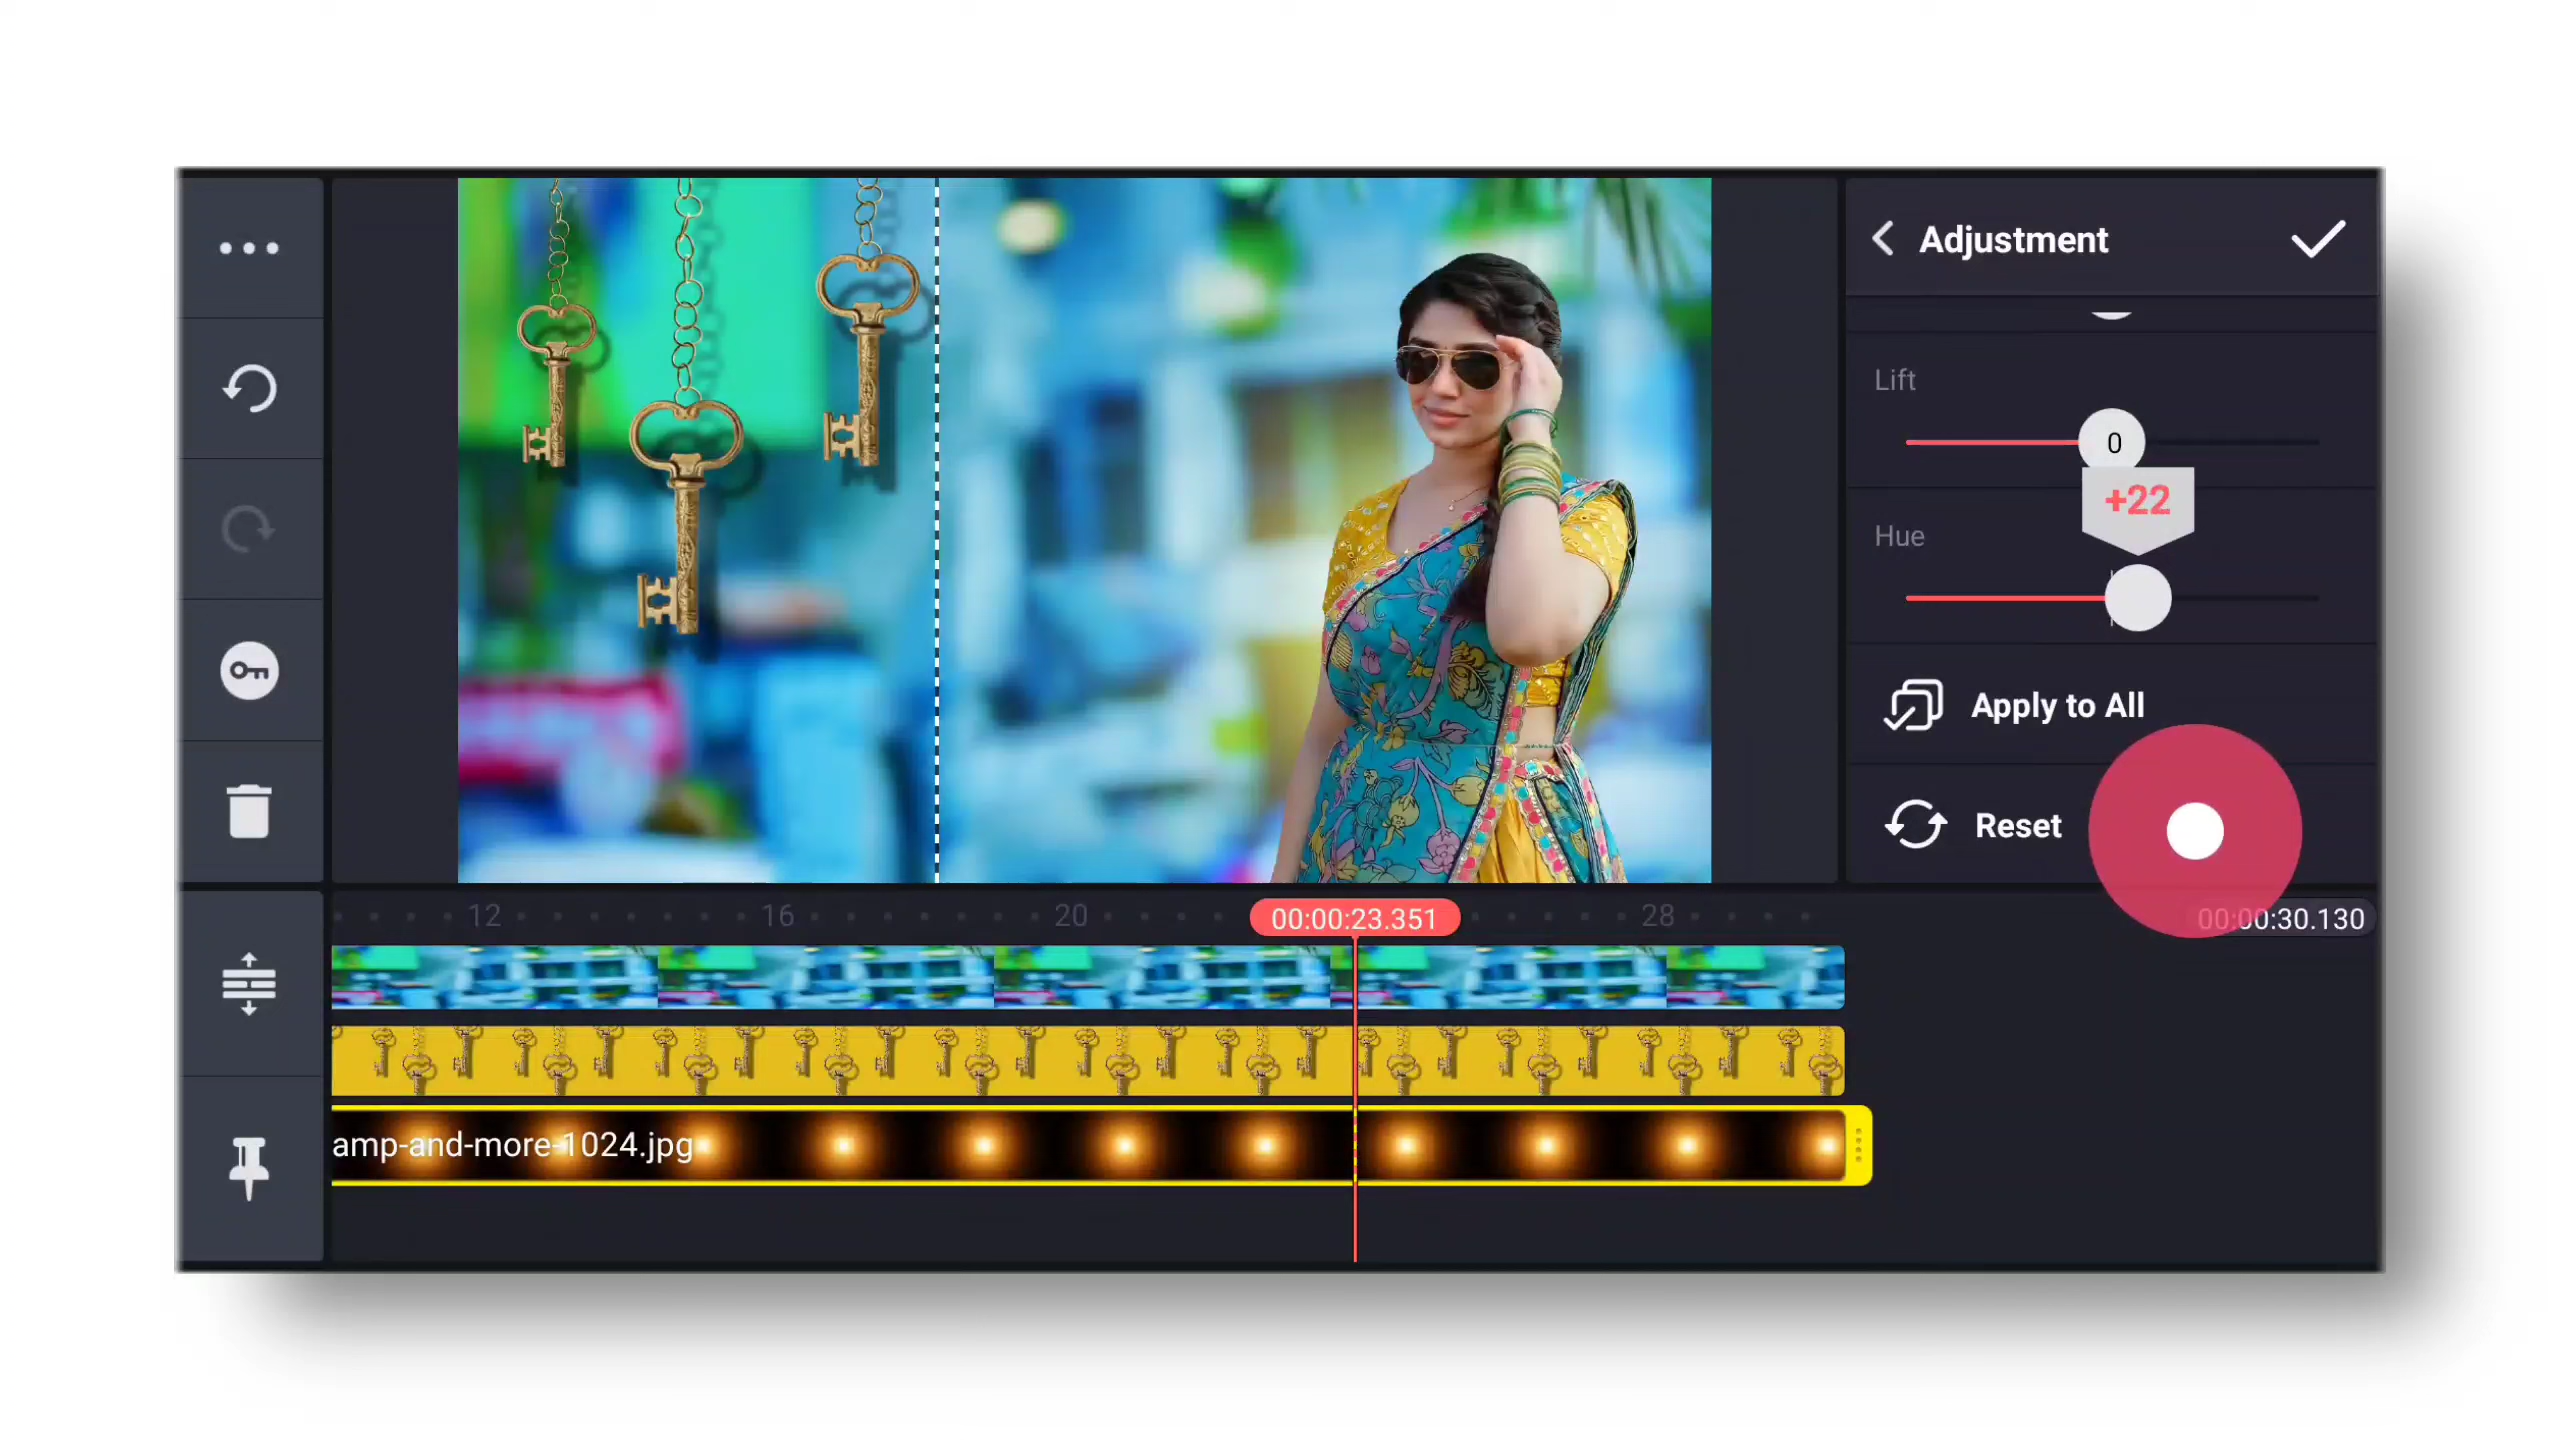 Adjustment
Lift
0
+22
Hue
Apply to All
Reset
12
16
20
00:00:23.351
28
00:00:30.130
amp-and-more-1024.jpg